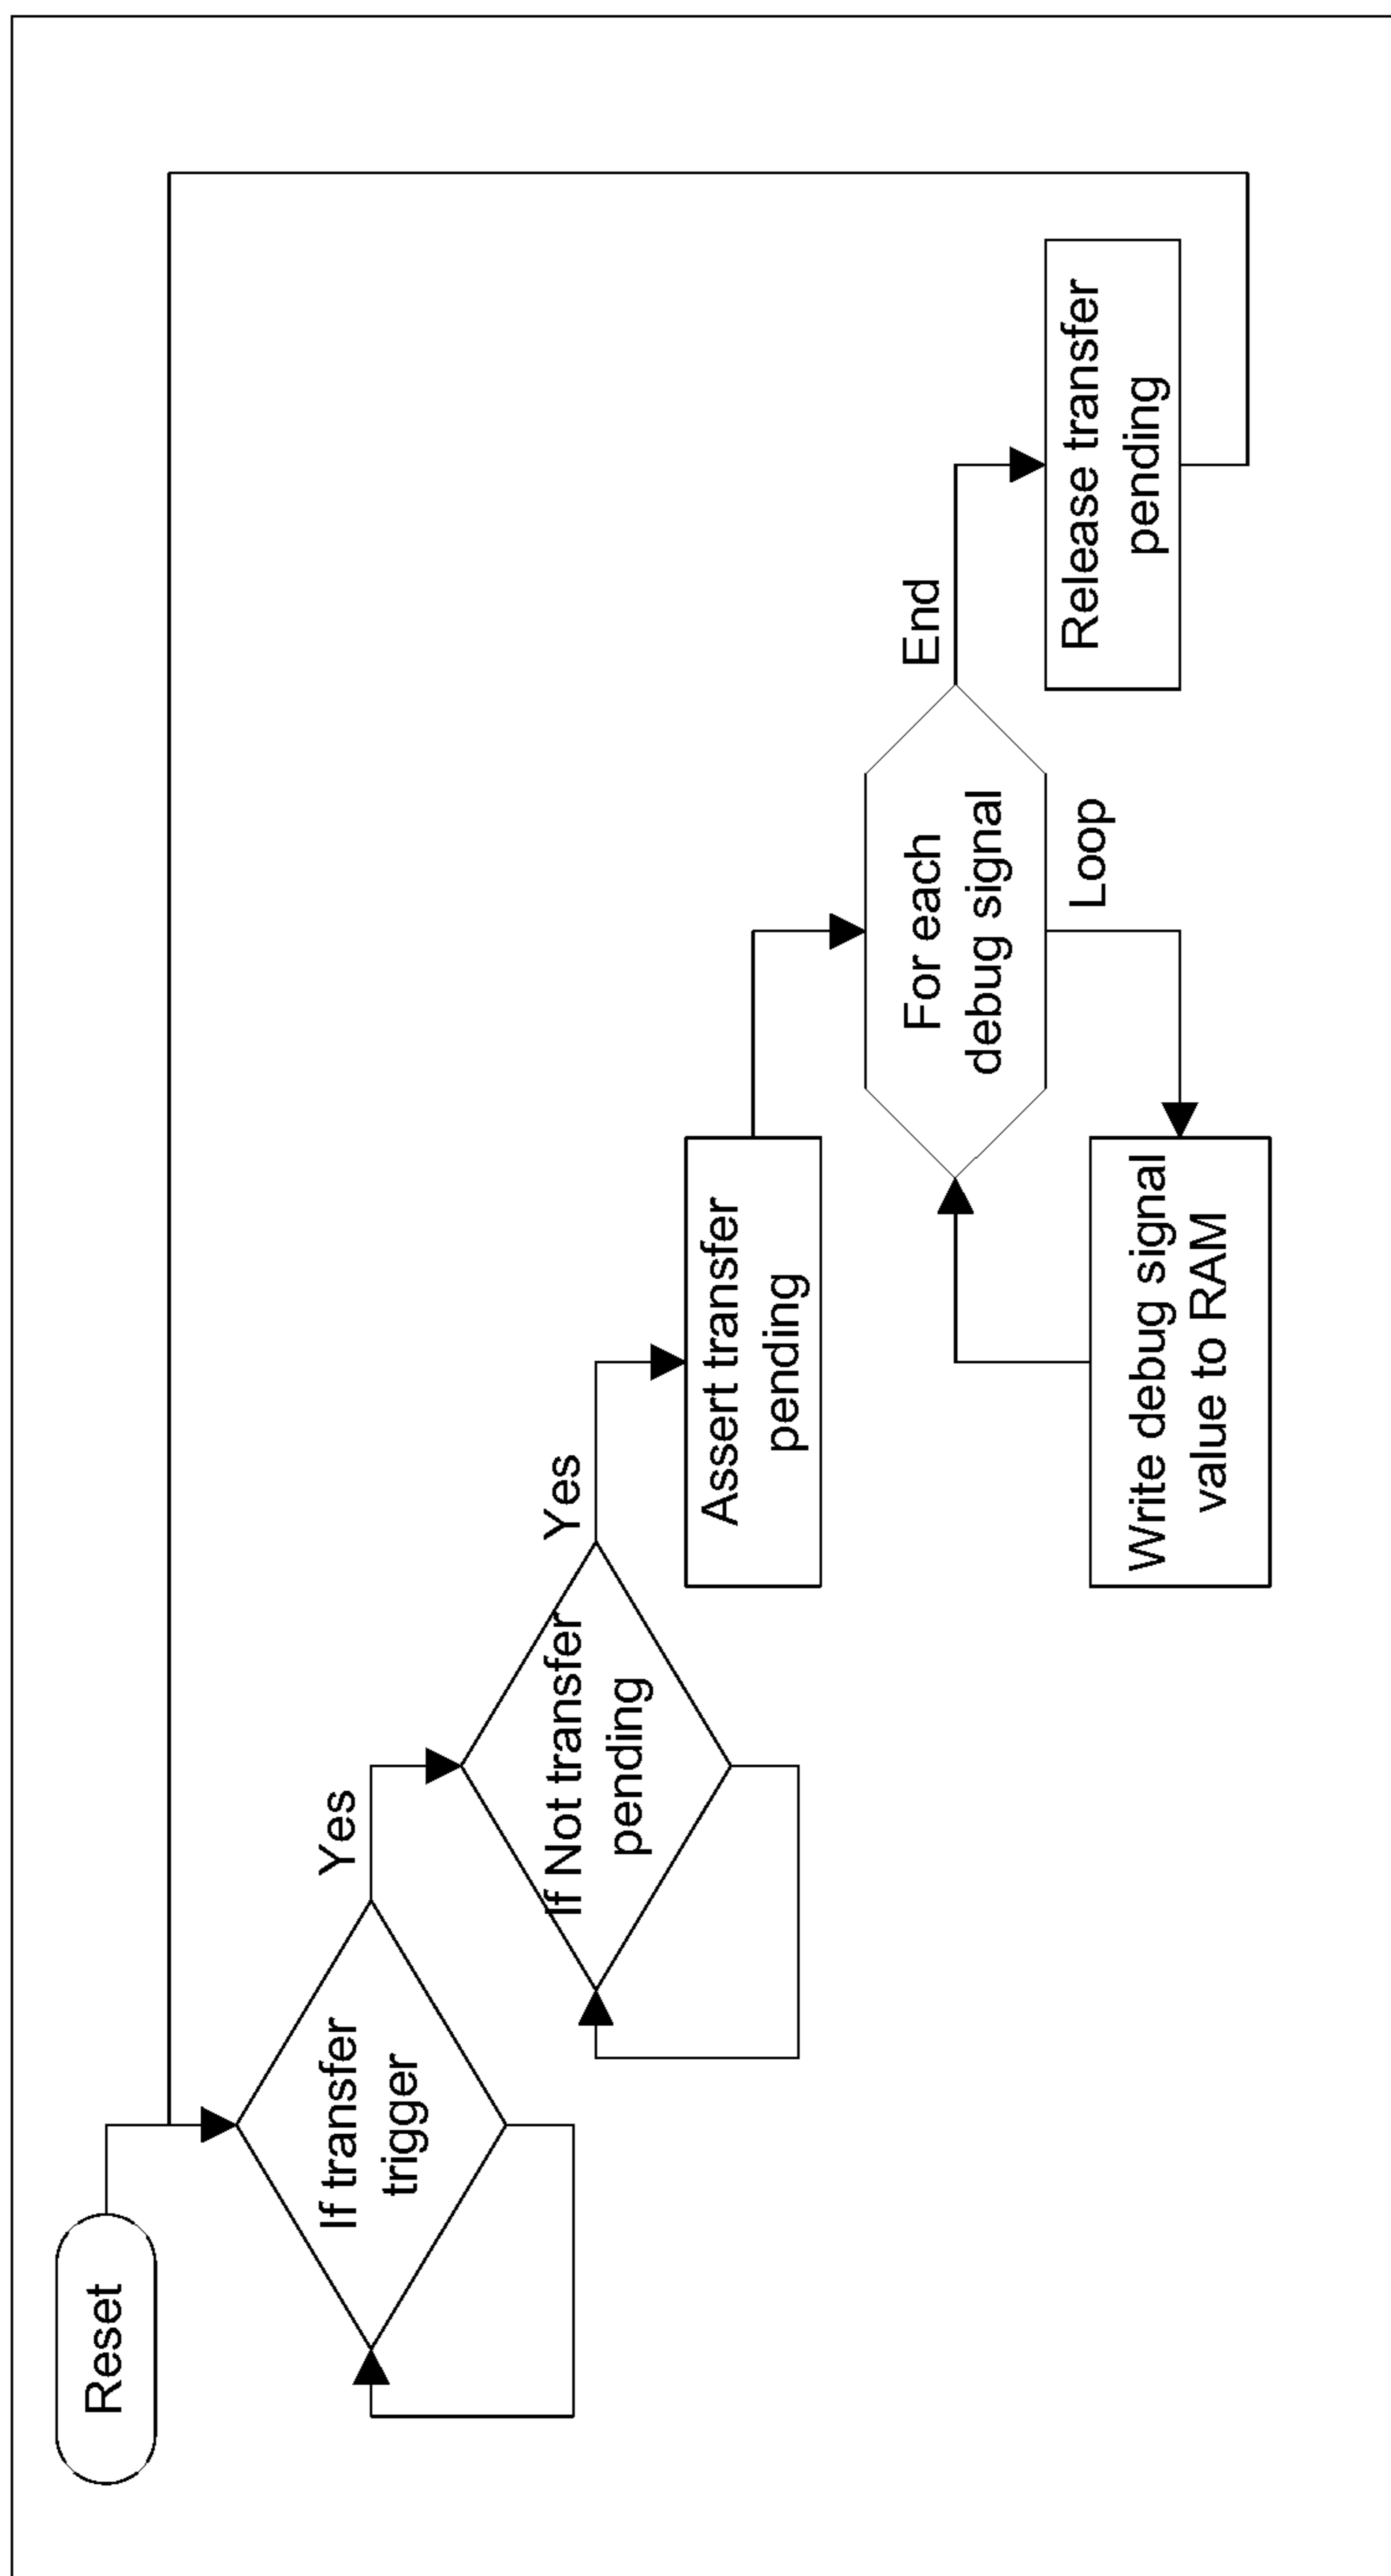 Reset
If transfer
trigger
Yes
If Not transfer
pending
Yes
Assert transfer
pending
For each
debug signal
End
Loop
Write debug signal
value to RAM
Release transfer
pending